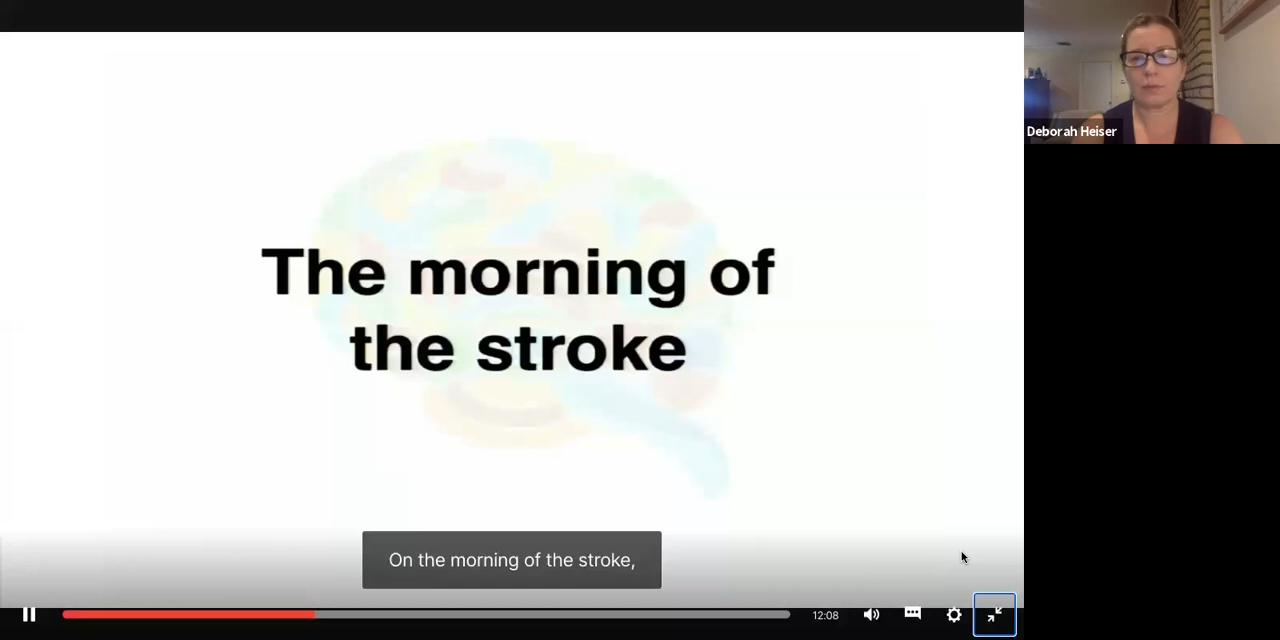 Deborah Heiser
The morning of
the stroke
On the morning of the stroke,
12:08